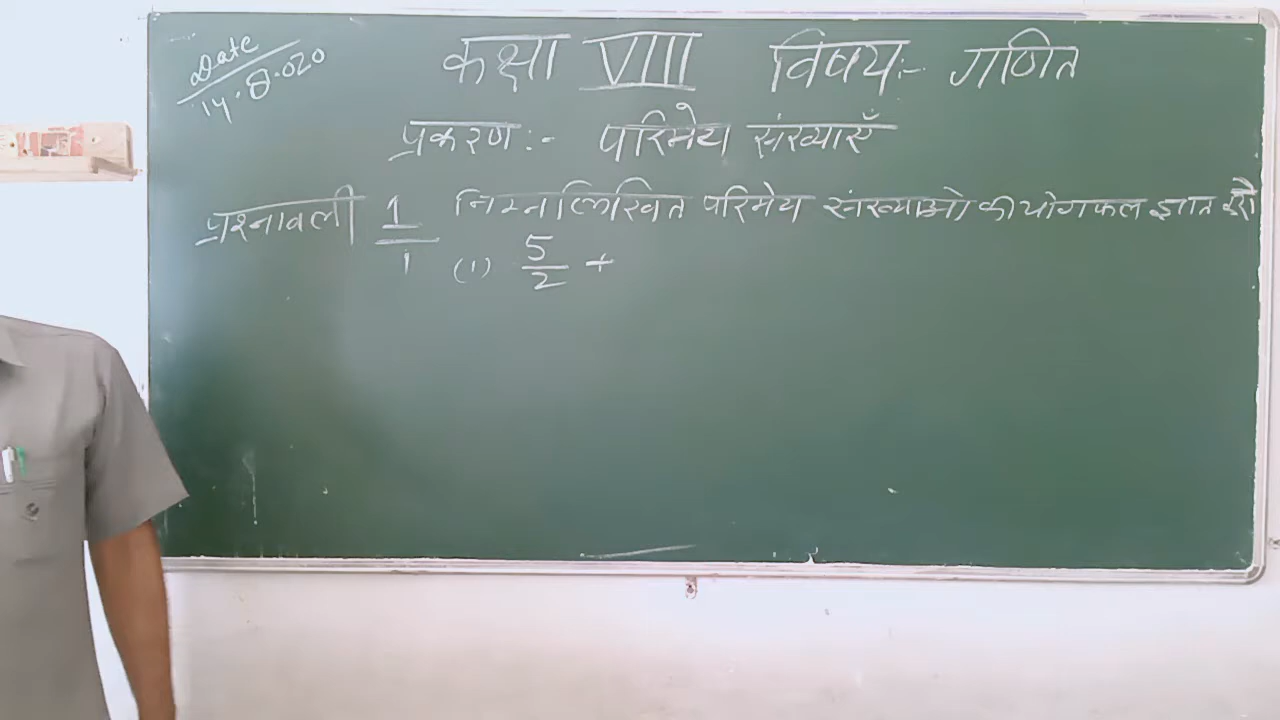 Date
14.8.020
कक्षा VIII विषय:- गणित
प्रकरण:- परिमेय संख्याएँ
प्रश्नावली 1/1 निम्नलिखित परिमेय संख्याओ की योगफल ज्ञात करो
(1) 5/2 +